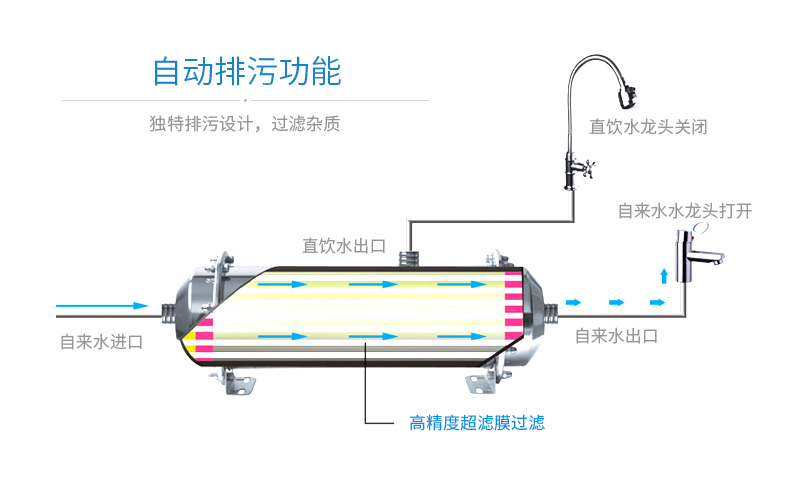 自动排污功能
独特排污设计，过滤杂质
直饮水龙头关闭
自来水水龙头打开
直饮水出口
自来水进口
自来水出口
高精度超滤膜过滤